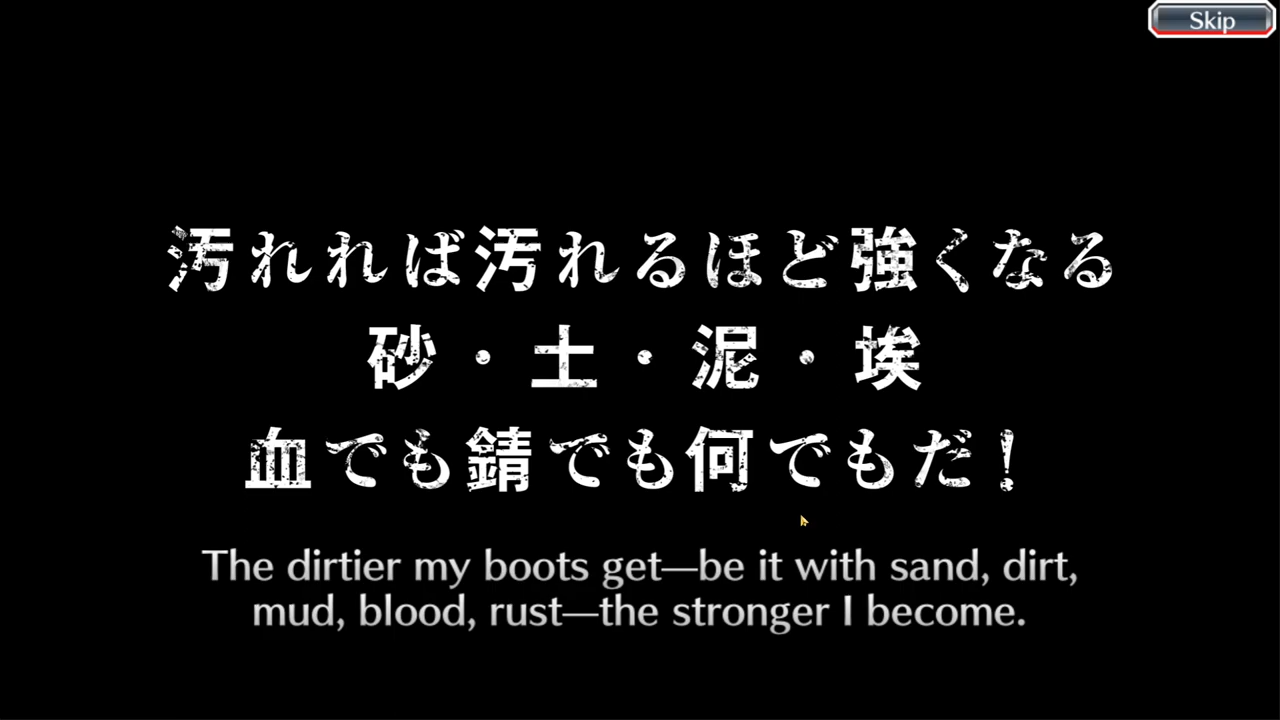 Skip
汚れれば汚れるほど強くなる
砂・土・泥・埃
血でも錆でも何でもだ！
The dirtier my boots get—be it with sand, dirt,
mud, blood, rust—the stronger I become.